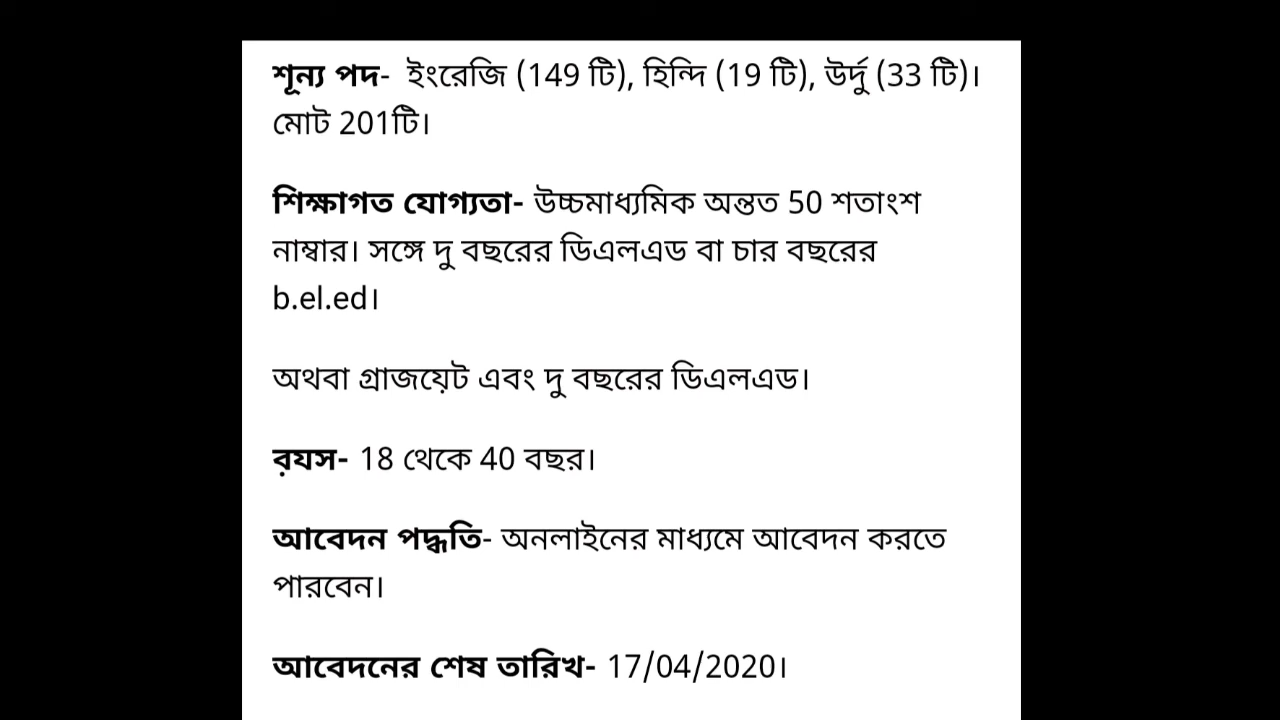 শূন্য পদ- ইংরেজি (149 টি), হিন্দি (19 টি), উর্দু (33 টি)।
মোট 201টি।
শিক্ষাগত যোগ্যতা- উচ্চমাধ্যমিক অন্তত 50 শতাংশ
নাম্বার। সঙ্গে দু বছরের ডিএলএড বা চার বছরের
b.el.ed।
অথবা গ্রাজয়েট এবং দু বছরের ডিএলএড।
ব়যস- 18 থেকে 40 বছর।
আবেদন পদ্ধতি- অনলাইনের মাধ্যমে আবেদন করতে
পারবেন।
আবেদনের শেষ তারিখ- 17/04/2020।